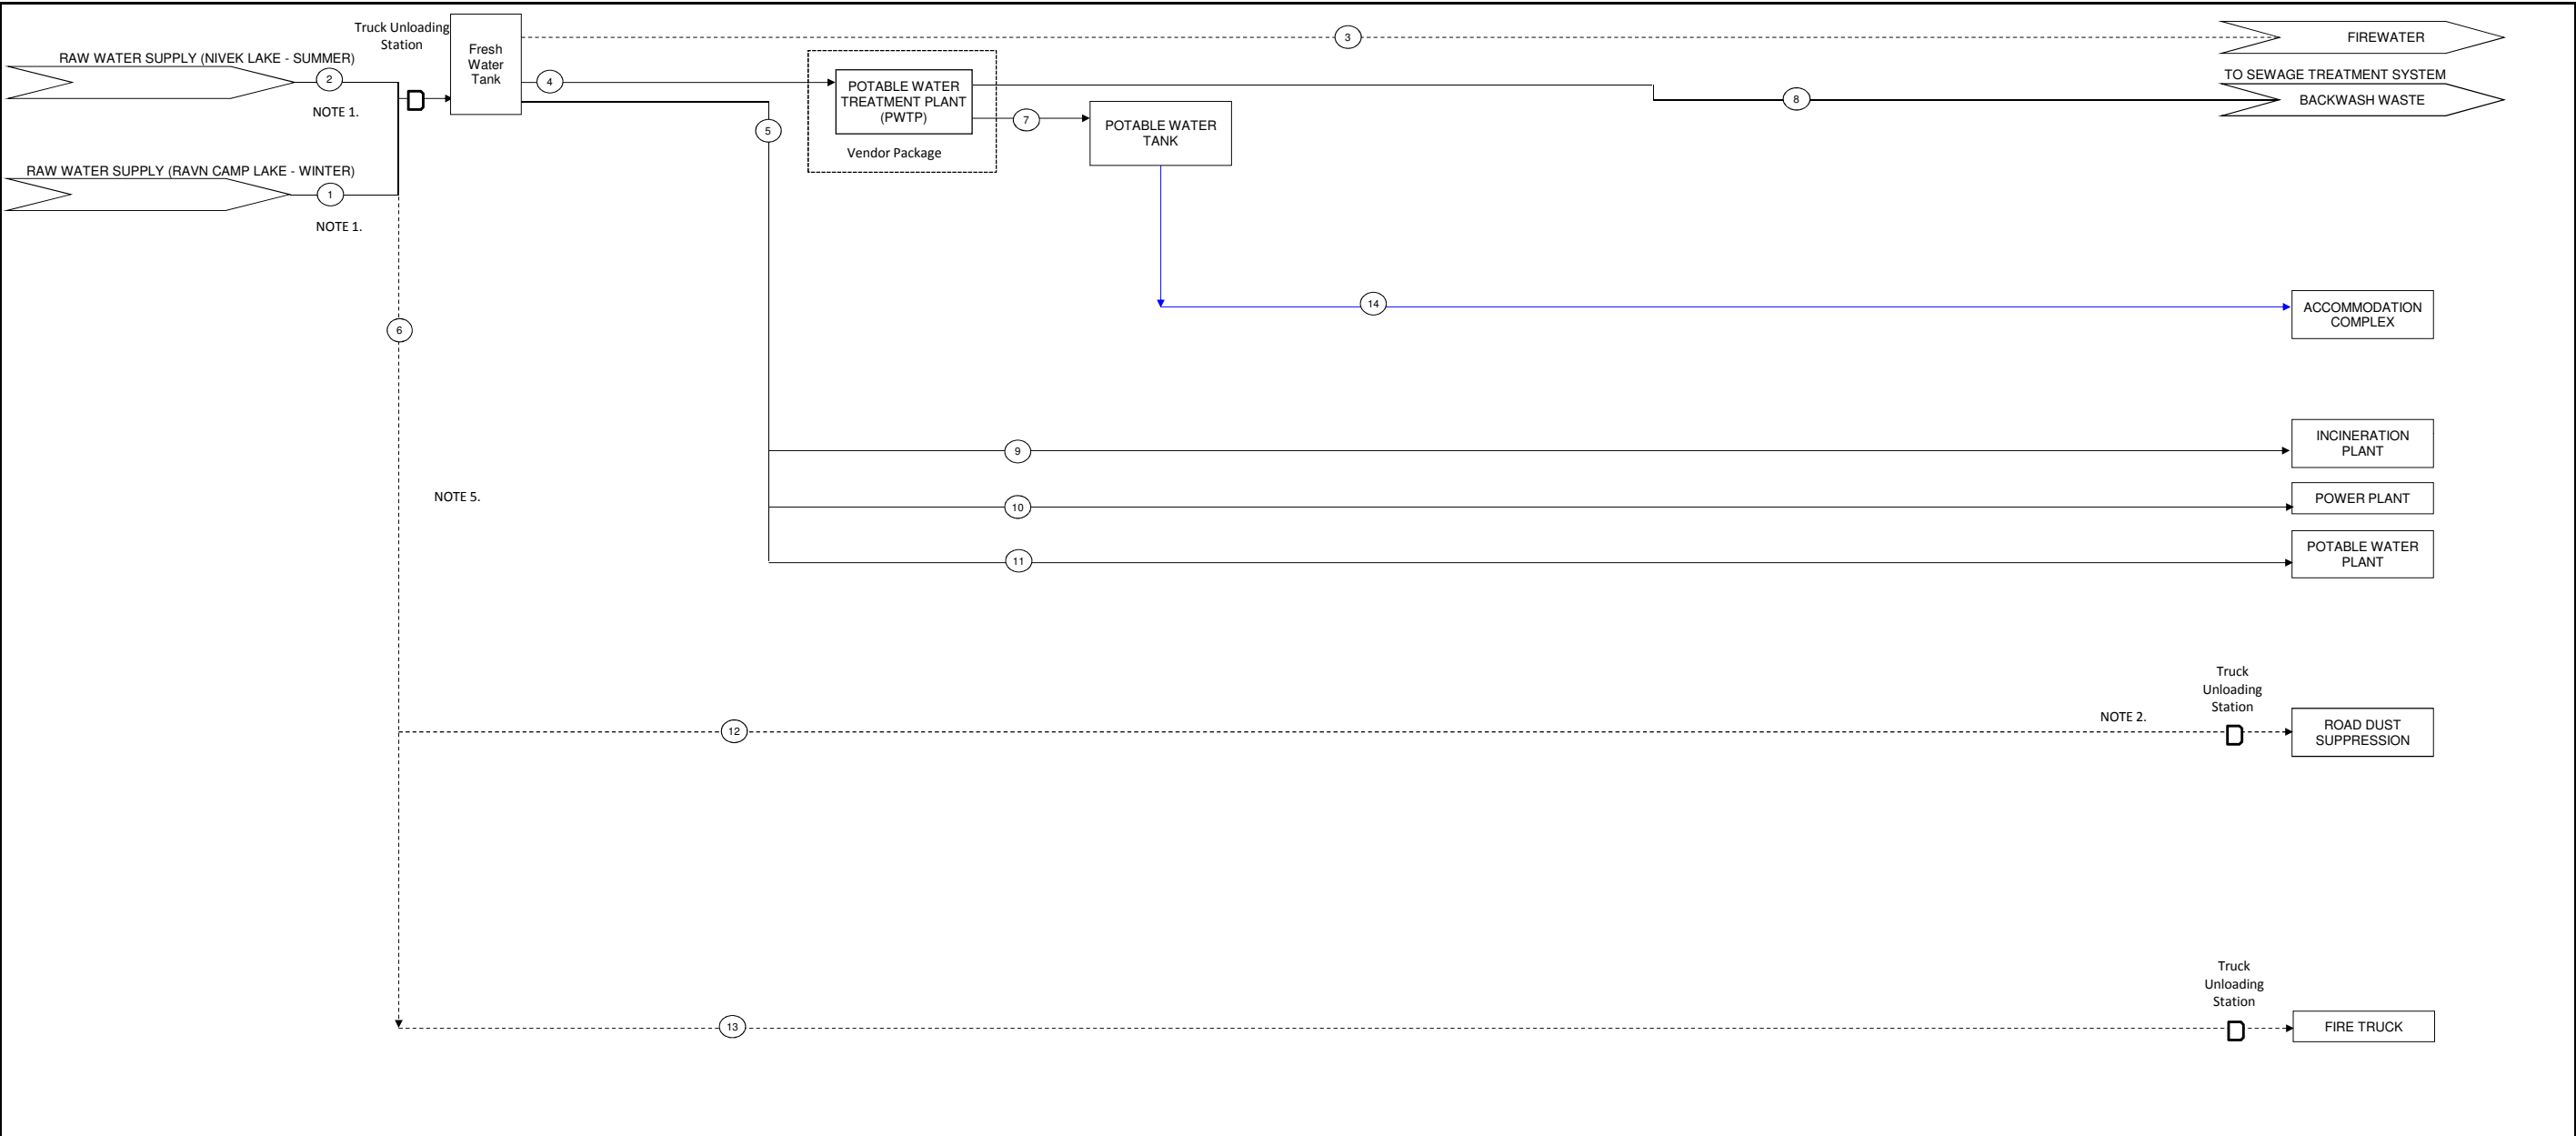 Truck Unloading
Station
Fresh
Water
Tank
3
FIREWATER
RAW WATER SUPPLY (NIVEK LAKE - SUMMER)
2
NOTE 1.
4
POTABLE WATER
TREATMENT PLANT
(PWTP)
Vendor Package
TO SEWAGE TREATMENT SYSTEM
8
BACKWASH WASTE
5
7
POTABLE WATER
TANK
RAW WATER SUPPLY (RAVN CAMP LAKE - WINTER)
1
NOTE 1.
14
ACCOMMODATION
COMPLEX
6
9
INCINERATION
PLANT
NOTE 5.
10
POWER PLANT
11
POTABLE WATER
PLANT
Truck
Unloading
Station
12
NOTE 2.
ROAD DUST
SUPPRESSION
Truck
Unloading
Station
13
FIRE TRUCK